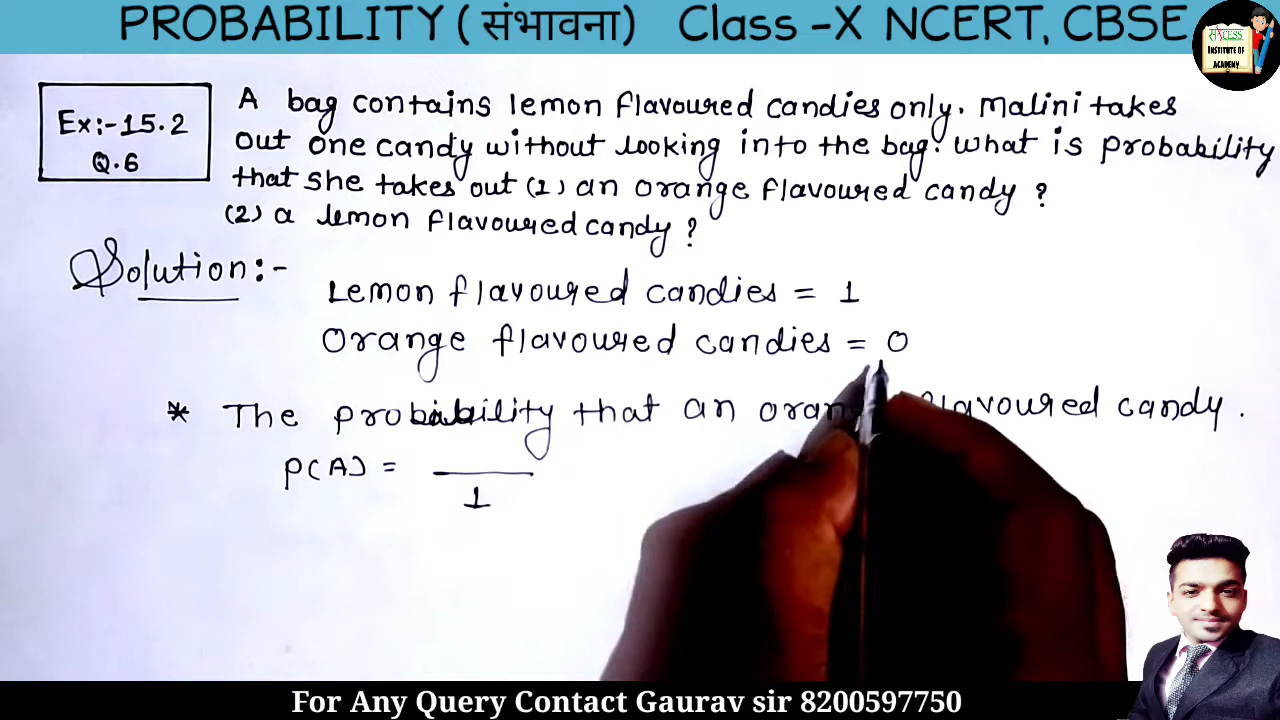 PROBABILITY ( संभावना) Class -X NCERT, CBSE
INSTITUTE OF
ACADEMY
Ex:-15.2
Q.6
A bag contains lemon flavoured candies only. Malini takes
out one candy without looking into the bag. what is probability
that she takes out (1) an orange flavoured candy ?
(2) a lemon flavoured candy ?
Solution:-
Lemon flavoured candies = 1
Orange flavoured candies = 0
* The probability that an flavoured candy.
P(A) =
1
For Any Query Contact Gaurav sir 8200597750